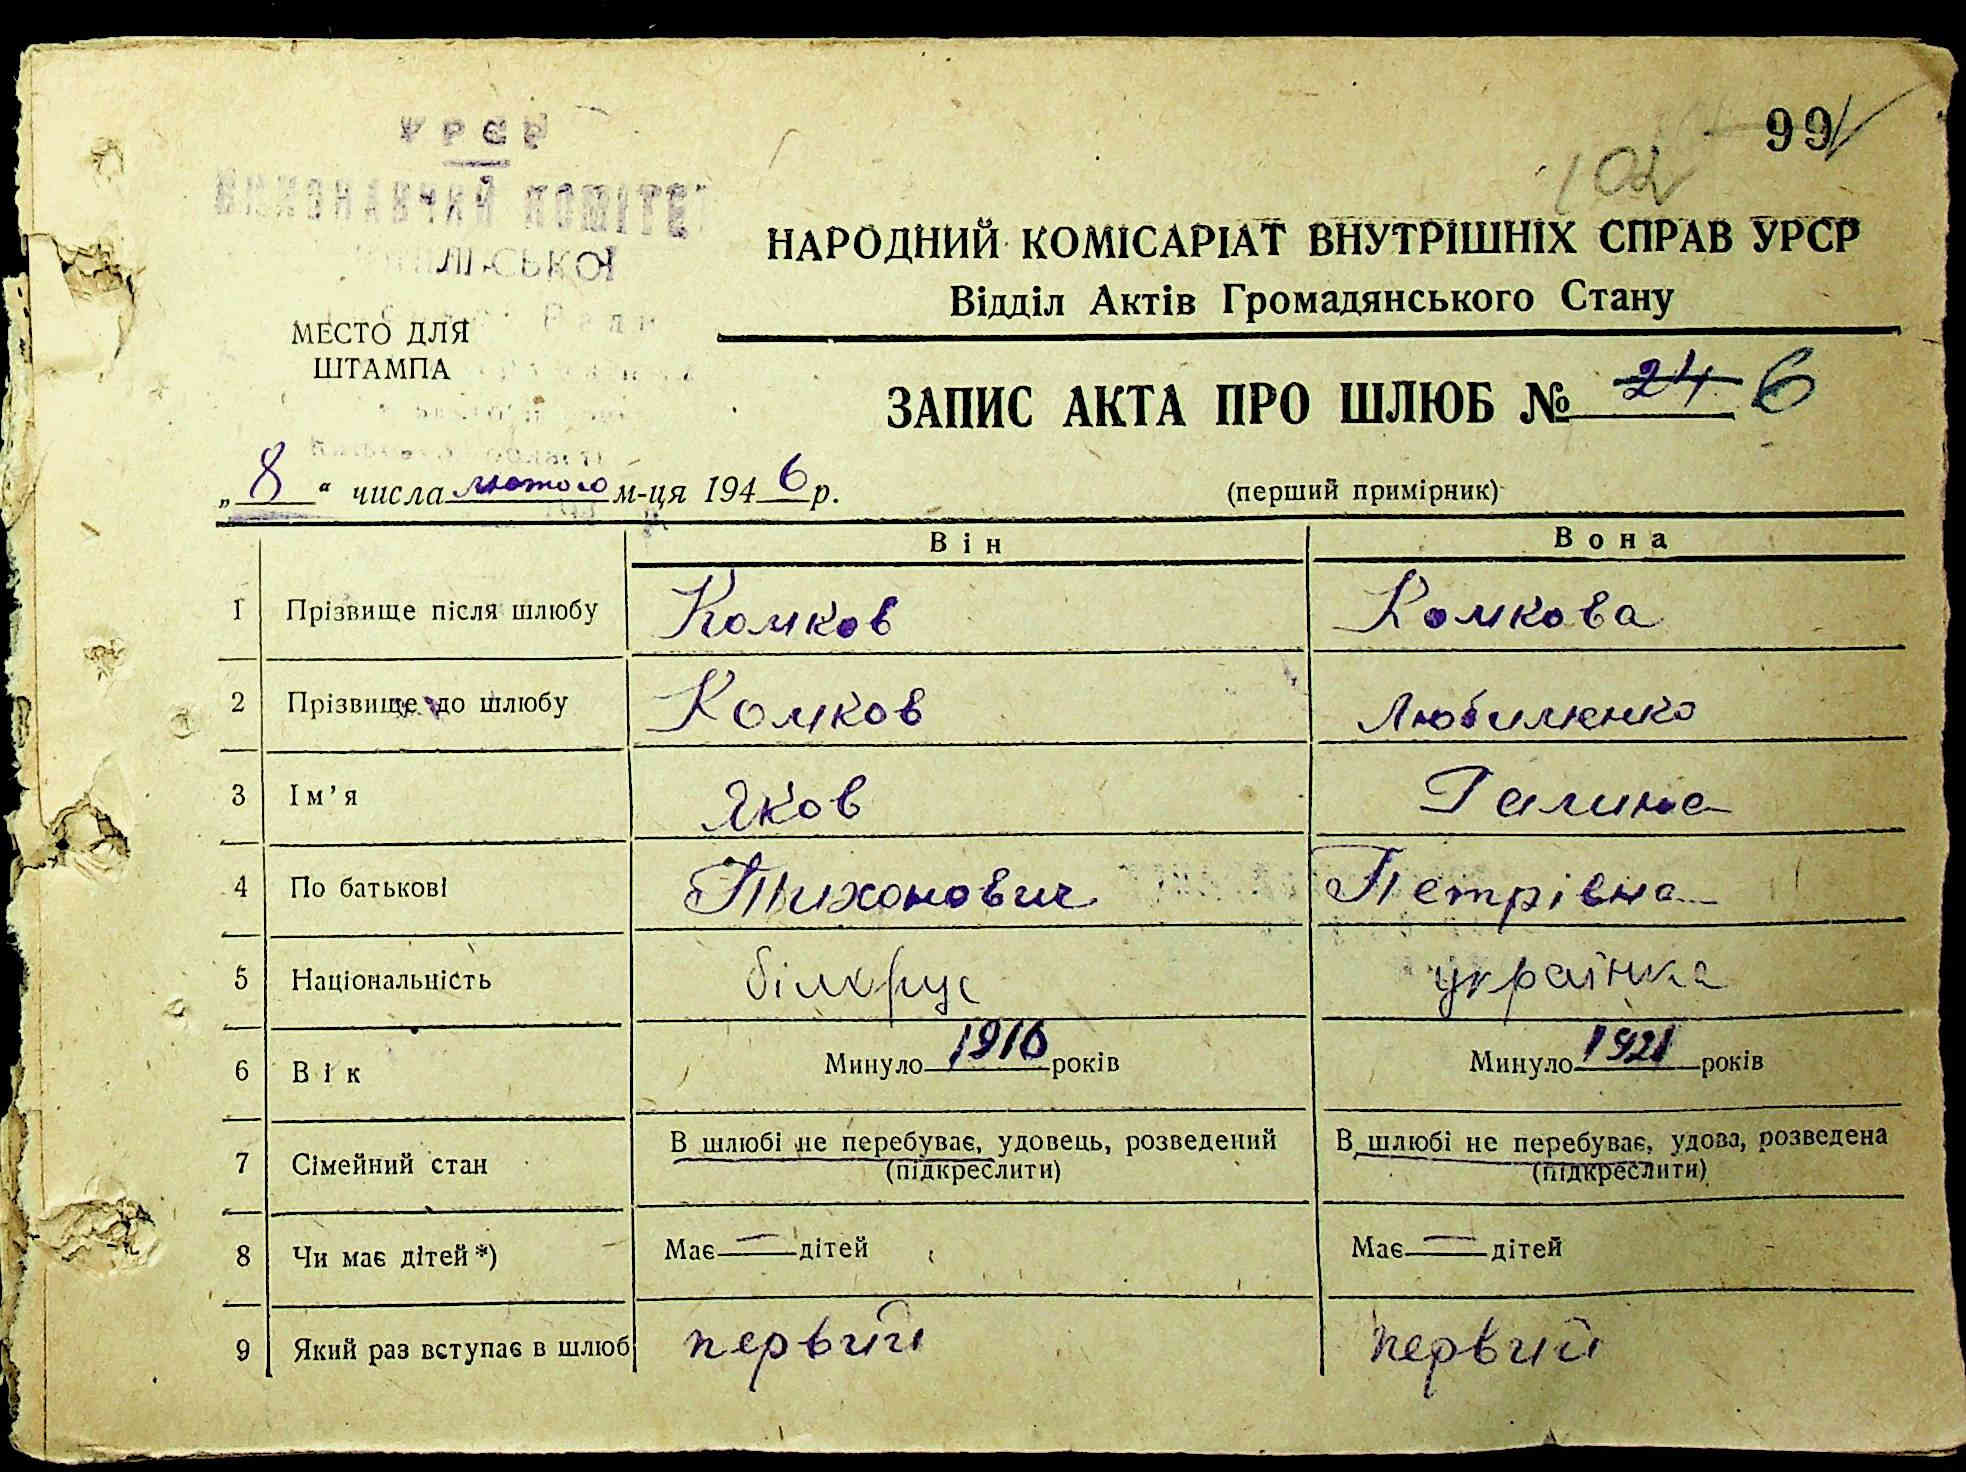 99
102
НАРОДНИЙ КОМІСАРІАТ ВНУТРІШНІХ СПРАВ УРСР
Відділ Актів Громадянського Стану
МЕСТО ДЛЯ
ШТАМПА
ЗАПИС АКТА ПРО ШЛЮБ № 24 6
„8“ числа лютого м-ця 1946 р.
(перший примірник)
Він Вона
1 Прізвище після шлюбу Комков Комкова
2 Прізвище до шлюбу Комков Любименко
3 Ім’я Яков Галина
4 По батькові Тихонович Петрівна
5 Національність білорус українка
6 Вік Минуло 1916 років Минуло 1921 років
7 Сімейний стан В шлюбі не перебуває, удовець, розведений В шлюбі не перебуває, удова, розведена
(підкреслити) (підкреслити)
8 Чи має дітей *) Має — дітей Має — дітей
9 Який раз вступає в шлюб первий первий